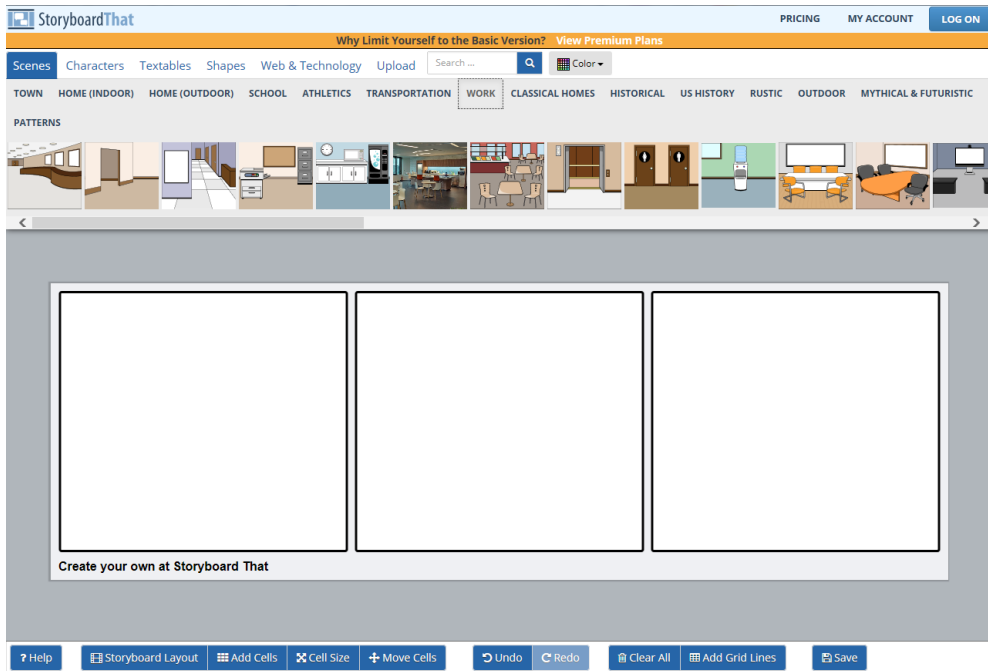 StoryboardThat PRICING MY ACCOUNT LOG ON
Why Limit Yourself to the Basic Version? View Premium Plans
Scenes Characters Textables Shapes Web & Technology Upload Search ... Color
TOWN HOME (INDOOR) HOME (OUTDOOR) SCHOOL ATHLETICS TRANSPORTATION WORK CLASSICAL HOMES HISTORICAL US HISTORY RUSTIC OUTDOOR MYTHICAL & FUTURISTIC
PATTERNS
Create your own at Storyboard That
? Help Storyboard Layout Add Cells Cell Size Move Cells Undo Redo Clear All Add Grid Lines Save